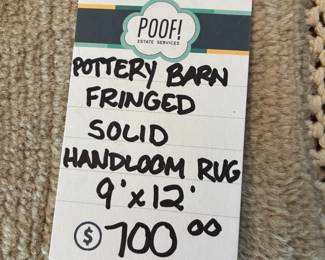 POOF!
ESTATE SERVICES
POTTERY BARN
FRINGED
SOLID
HANDLOOM RUG
9'x12'
$ 700 00